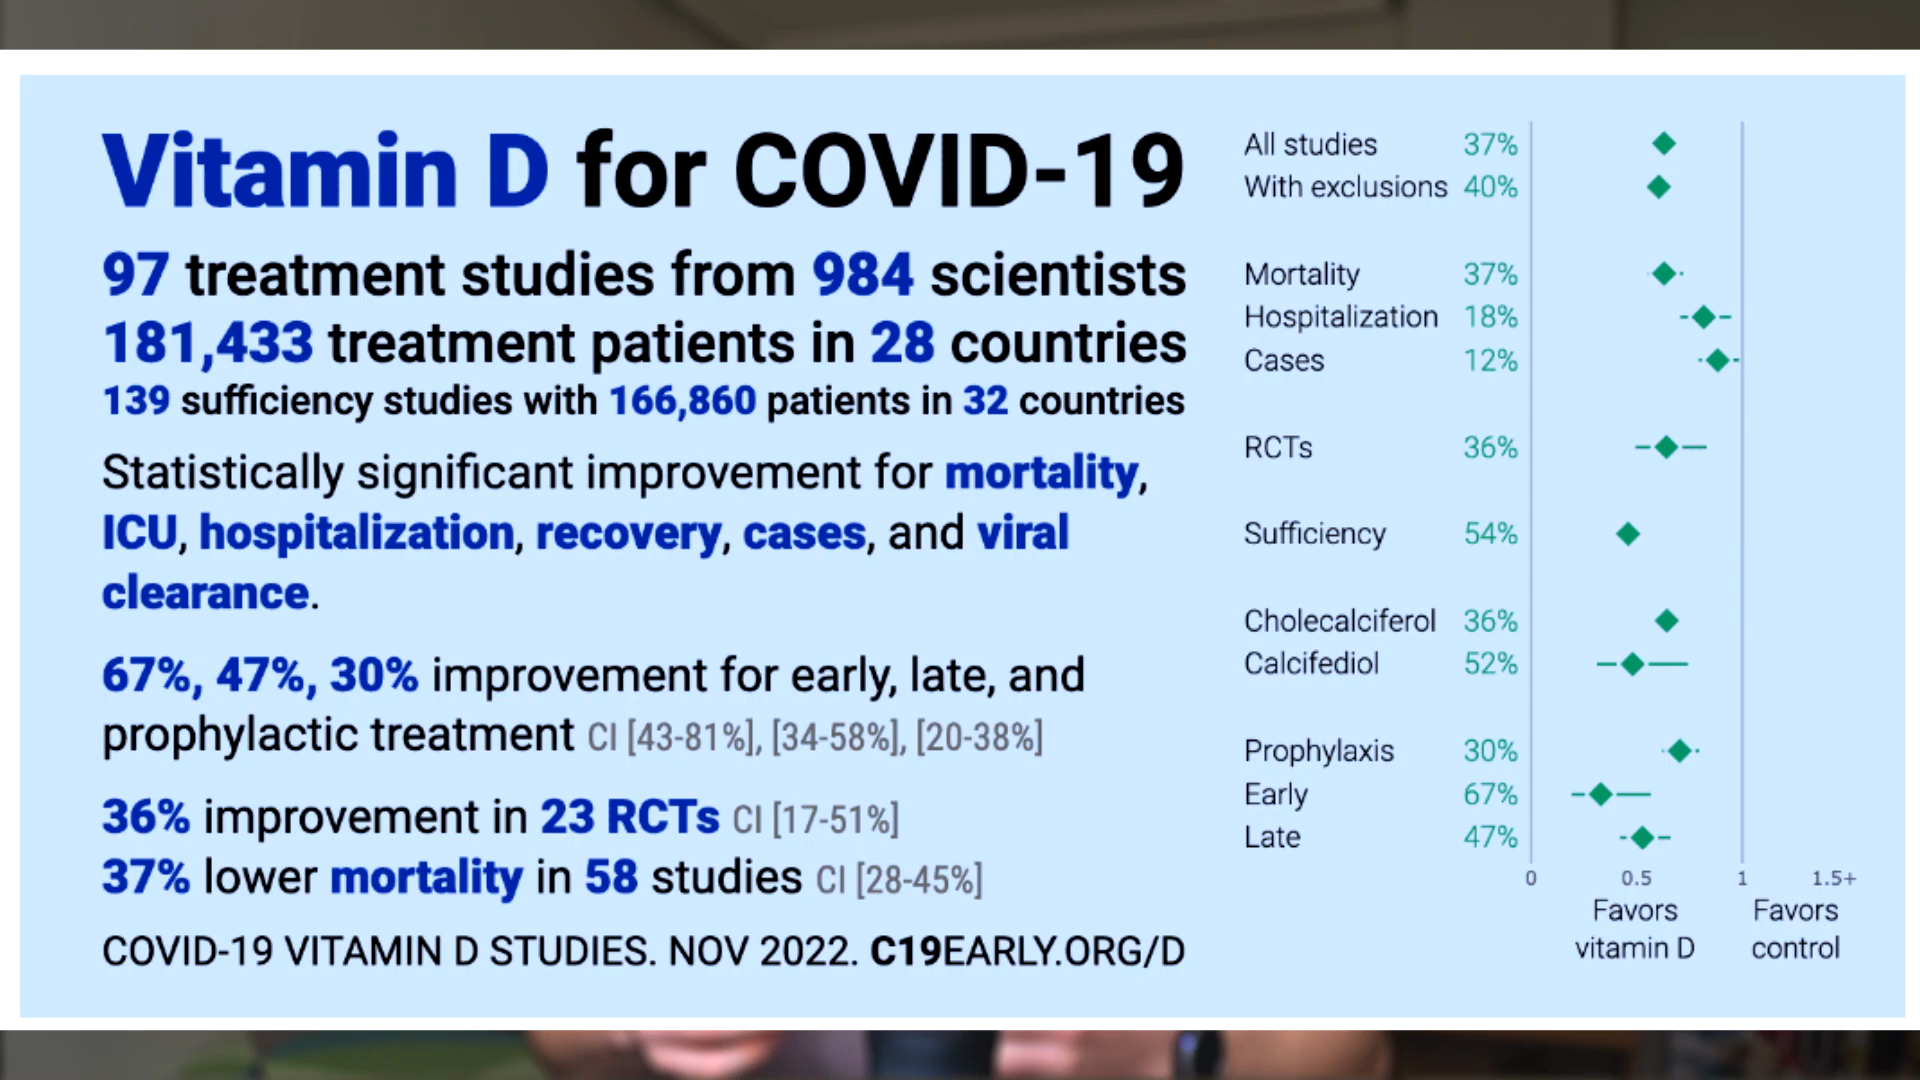 Vitamin D for COVID-19
97 treatment studies from 984 scientists
181,433 treatment patients in 28 countries
139 sufficiency studies with 166,860 patients in 32 countries
Statistically significant improvement for mortality,
ICU, hospitalization, recovery, cases, and viral
clearance.
67%, 47%, 30% improvement for early, late, and
prophylactic treatment CI [43-81%], [34-58%], [20-38%]
36% improvement in 23 RCTs CI [17-51%]
37% lower mortality in 58 studies CI [28-45%]
COVID-19 VITAMIN D STUDIES. NOV 2022. C19EARLY.ORG/D
All studies 37%
With exclusions 40%
Mortality 37%
Hospitalization 18%
Cases 12%
RCTs 36%
Sufficiency 54%
Cholecalciferol 36%
Calcifediol 52%
Prophylaxis 30%
Early 67%
Late 47%
0 0.5 1 1.5+
Favors Favors
vitamin D control